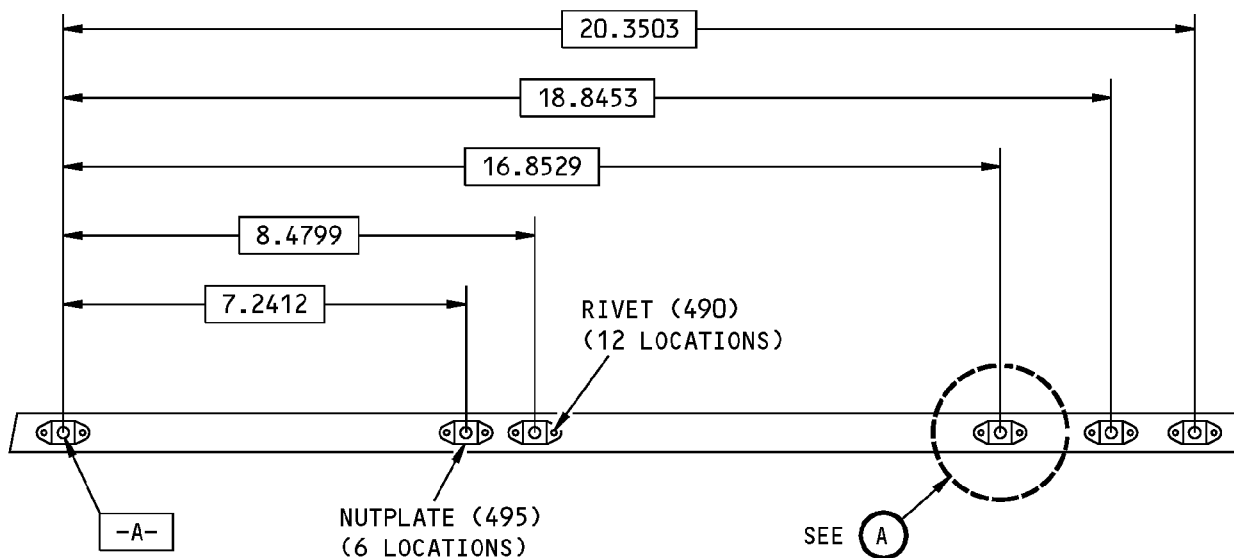 20.3503
18.8453
16.8529
8.4799
7.2412
RIVET (490)
(12 LOCATIONS)
-A-
NUTPLATE (495)
(6 LOCATIONS)
SEE A